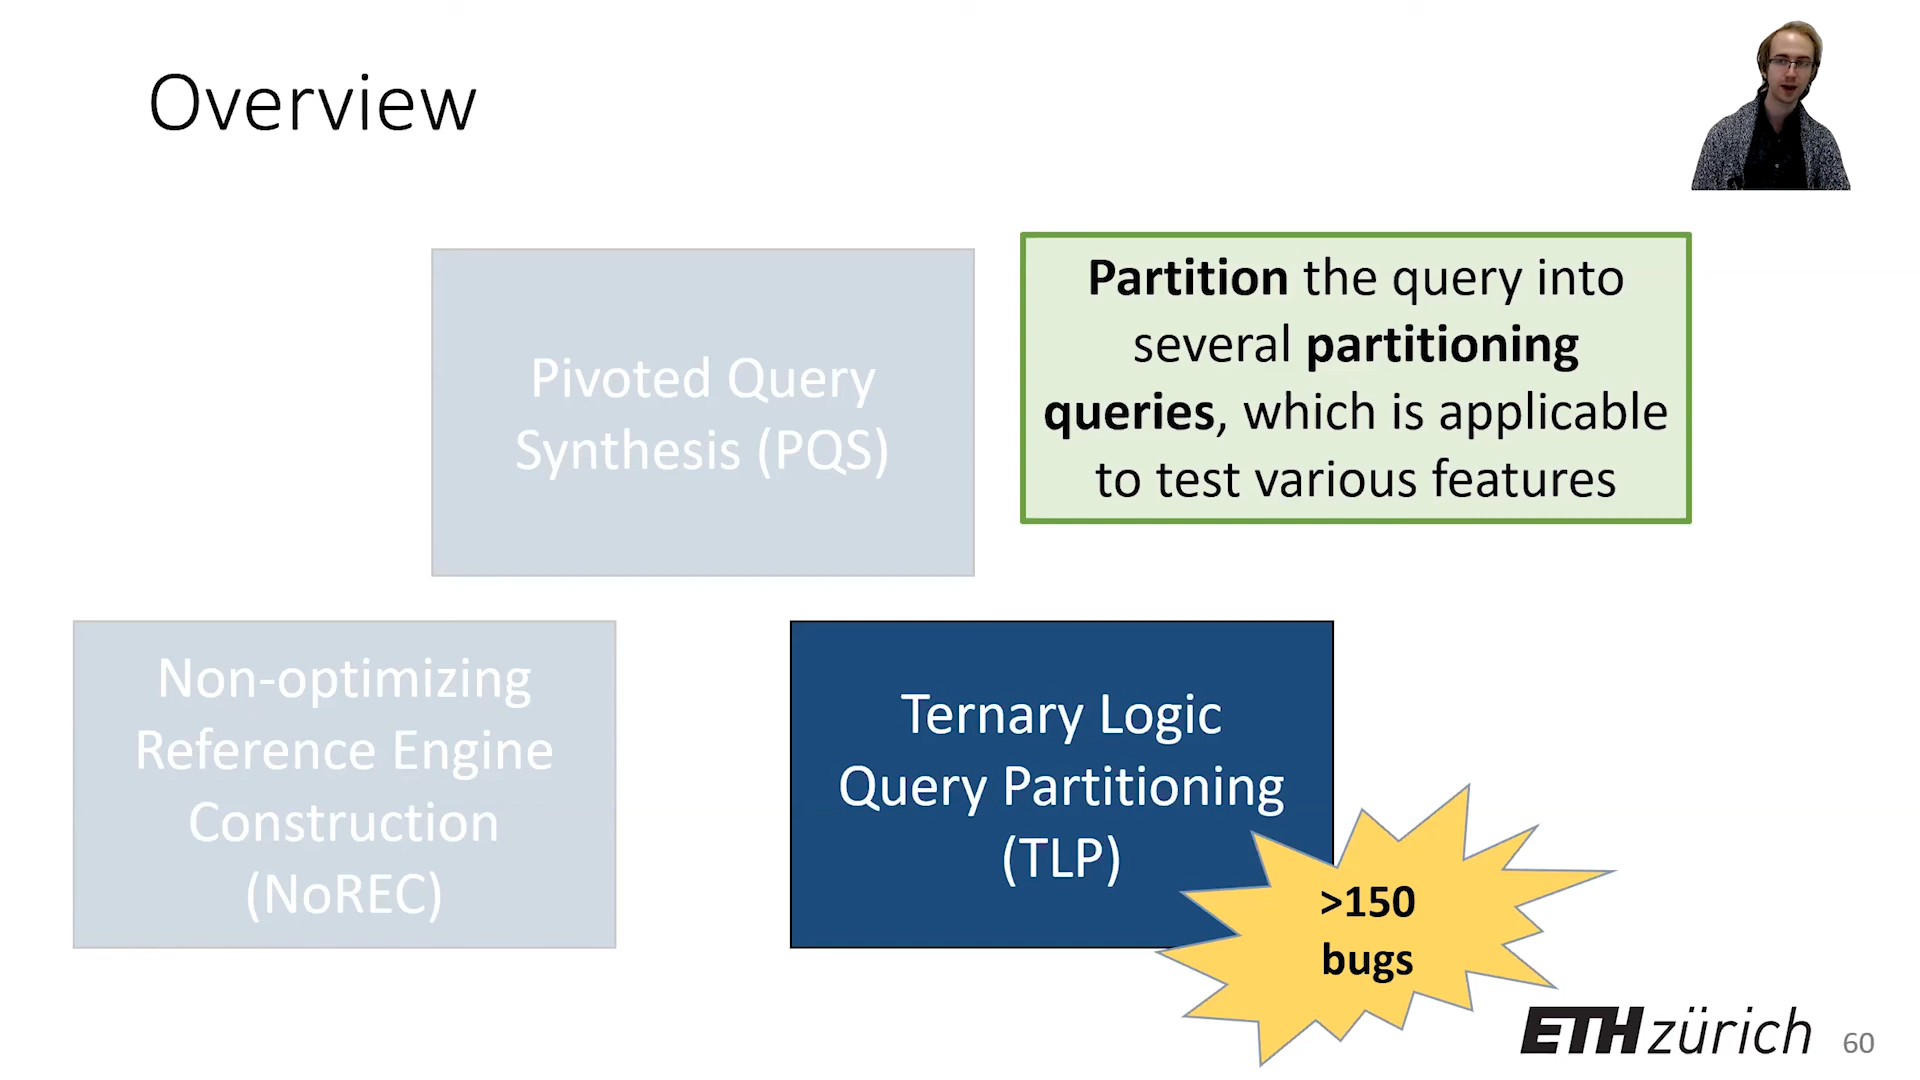 Overview
Pivoted Query
Synthesis (PQS)
Partition the query into
several partitioning
queries, which is applicable
to test various features
Non-optimizing
Reference Engine
Construction
(NoREC)
Ternary Logic
Query Partitioning
(TLP)
>150
bugs
ETH zürich
60